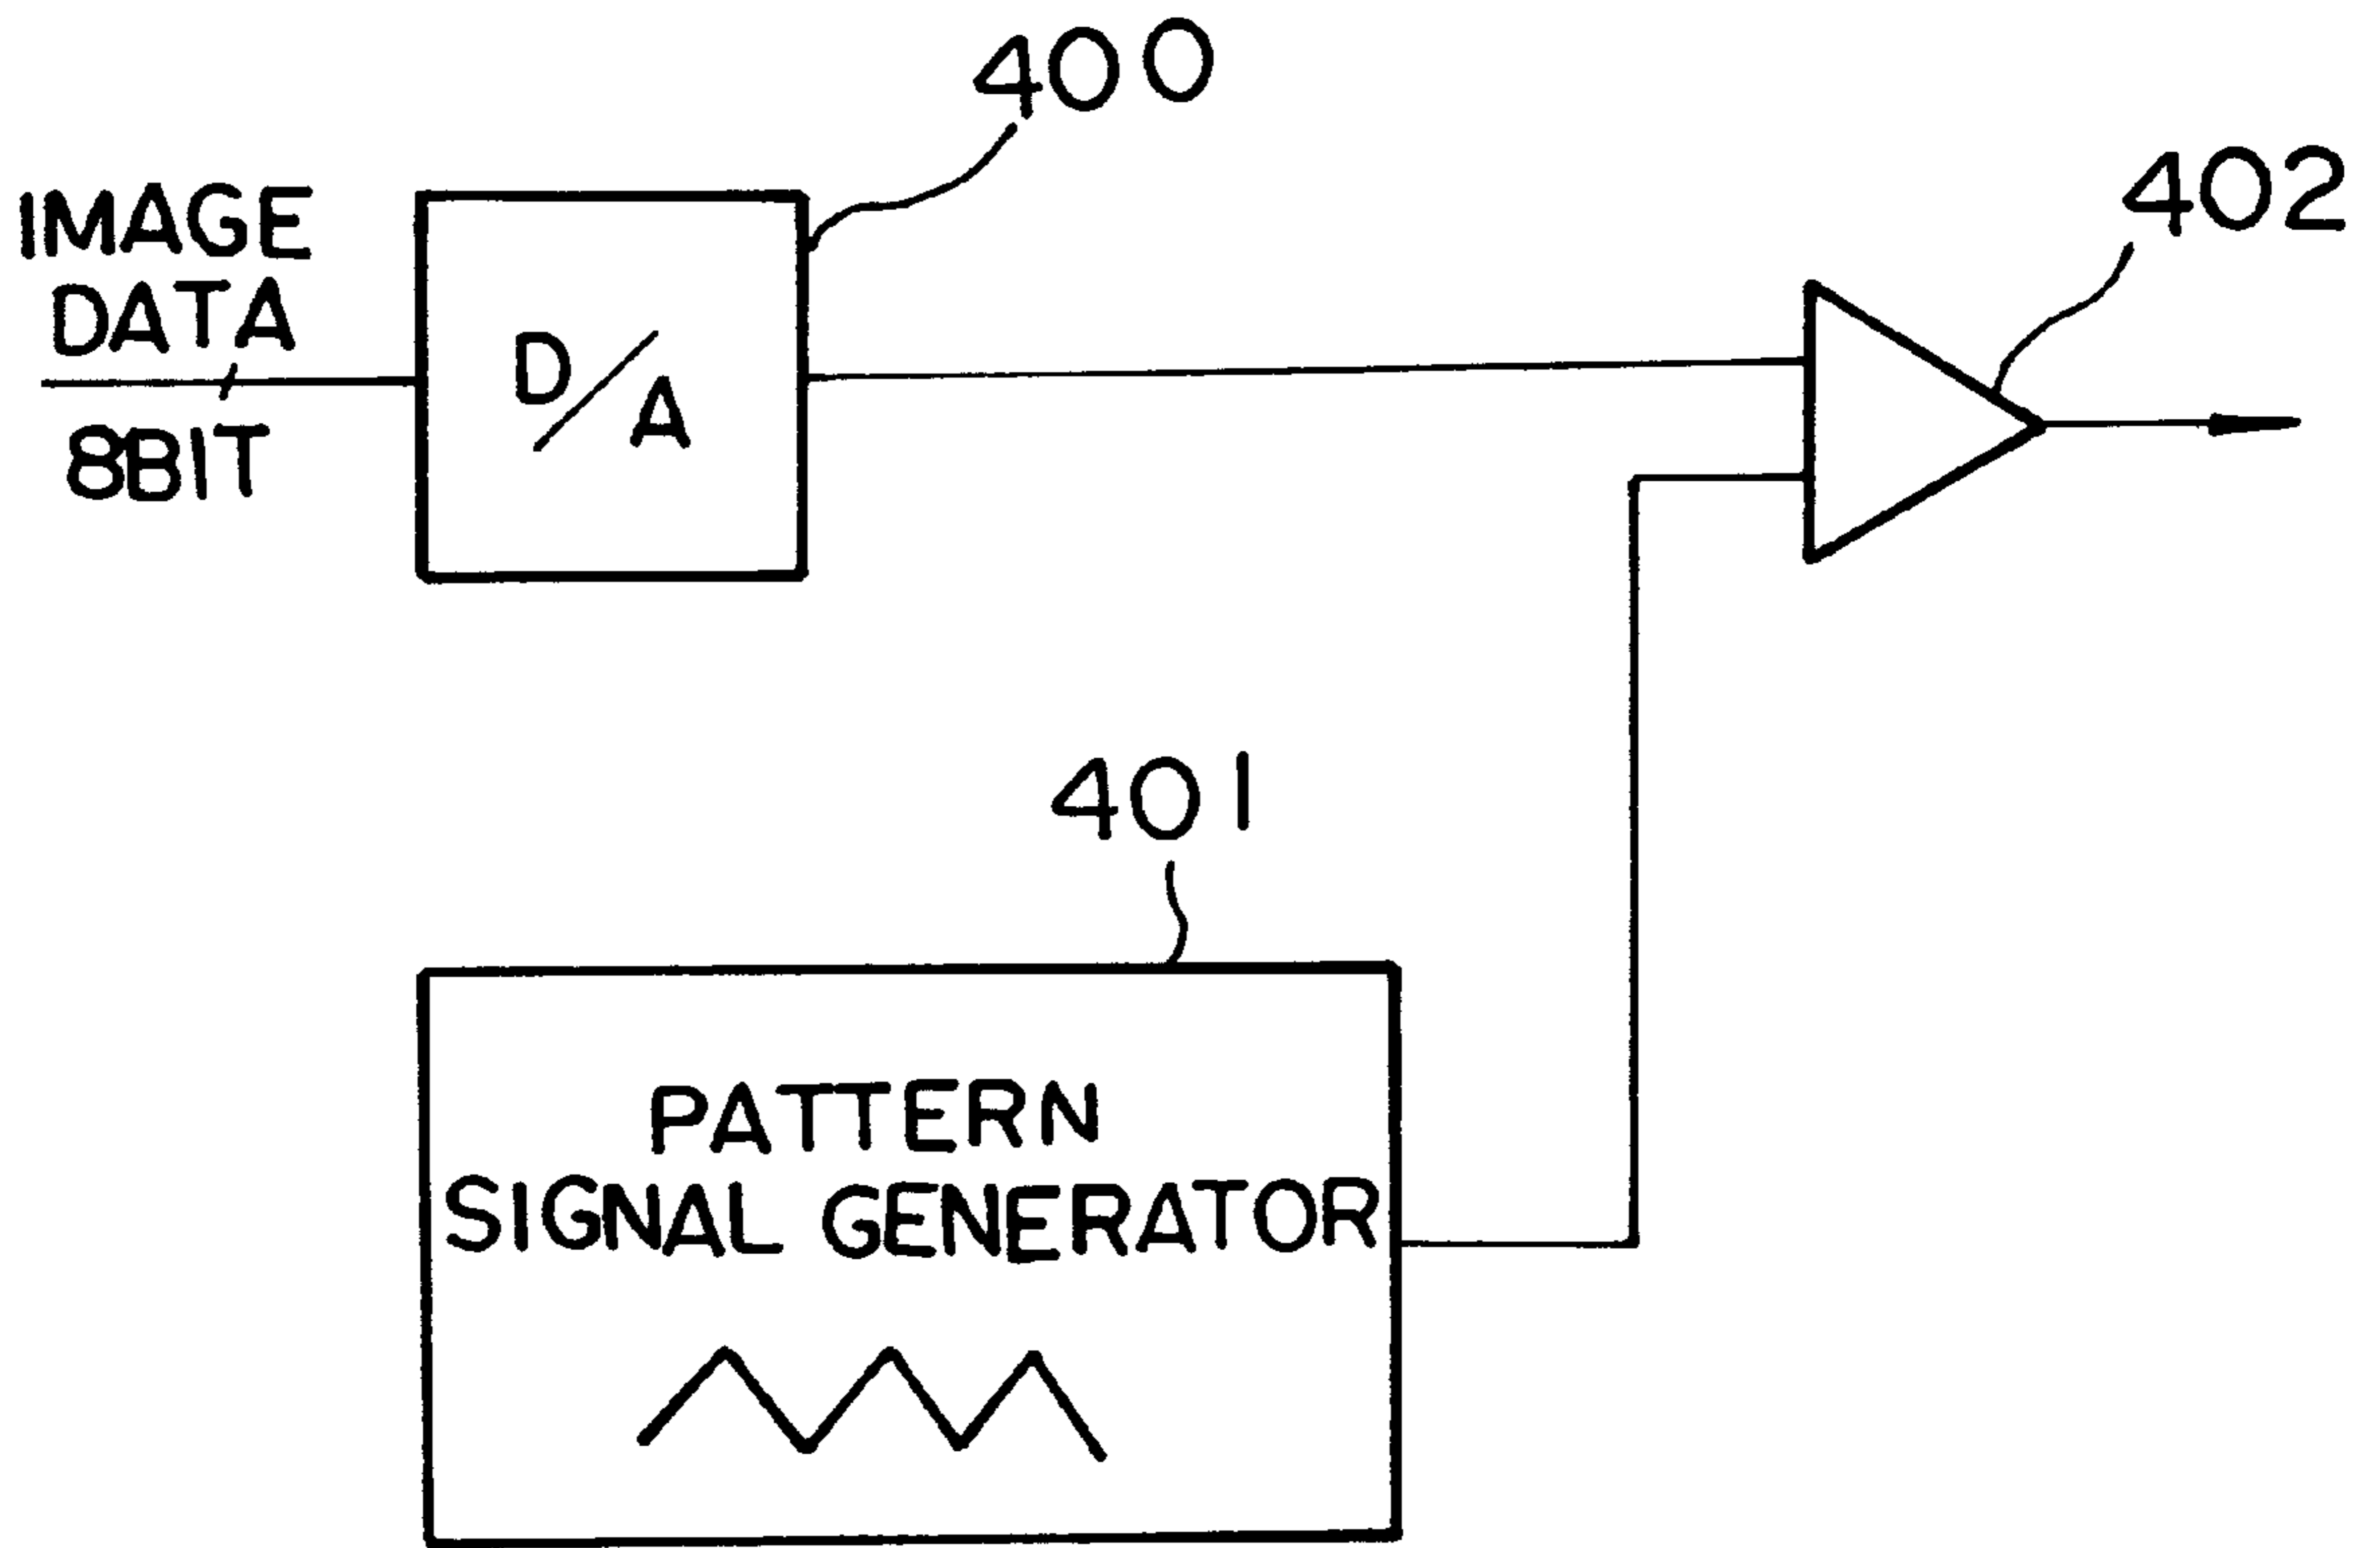 400
402
IMAGE
DATA
8BIT
D/A
401
PATTERN
SIGNAL GENERATOR